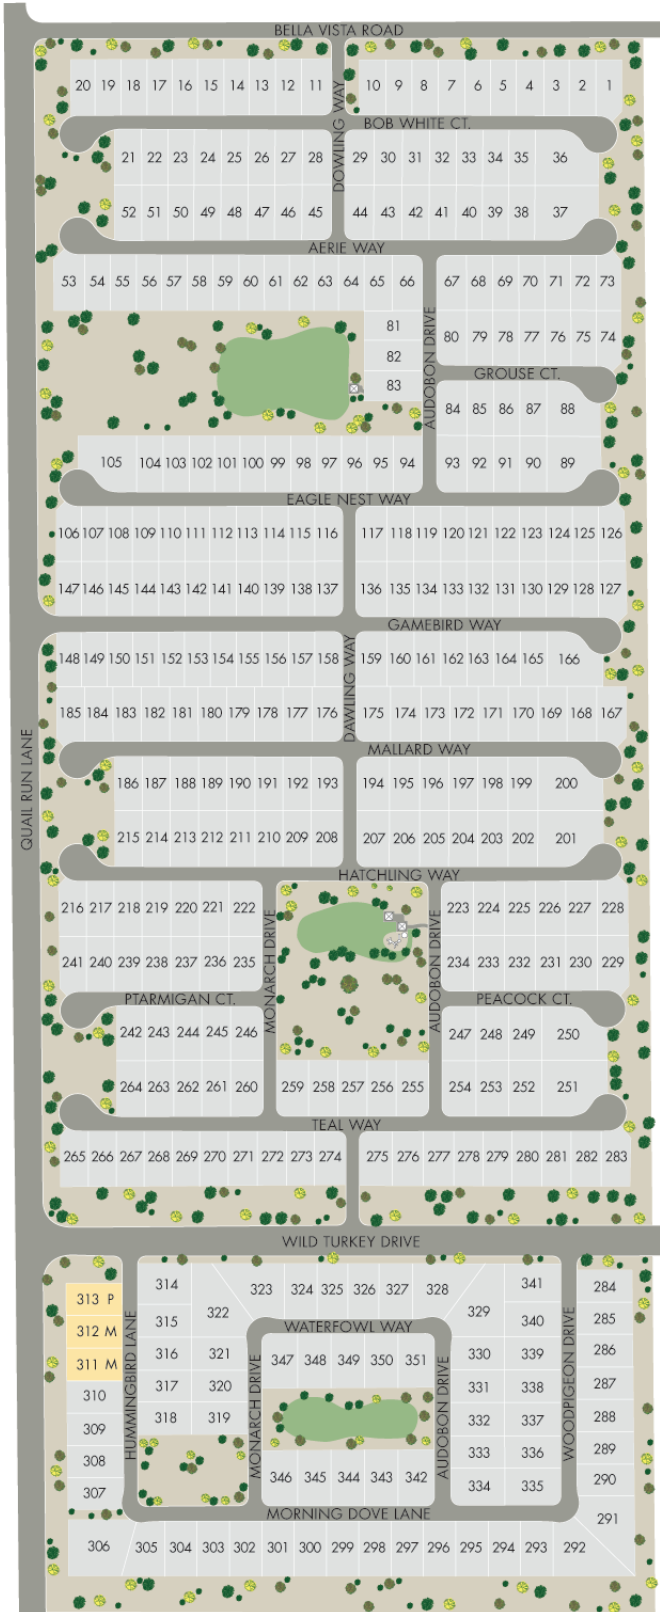 BELLA VISTA ROAD
20 19 18 17 16 15 14 13 12 11
10 9 8 7 6 5 4 3 2 1
DOWLING WAY
BOB WHITE CT.
21 22 23 24 25 26 27 28
29 30 31 32 33 34 35 36
52 51 50 49 48 47 46 45
44 43 42 41 40 39 38 37
AERIE WAY
53 54 55 56 57 58 59 60 61 62 63 64 65 66
67 68 69 70 71 72 73
AUDOBON DRIVE
81
82
83
80 79 78 77 76 75 74
GROUSE CT.
84 85 86 87 88
105 104 103 102 101 100 99 98 97 96 95 94
93 92 91 90 89
EAGLE NEST WAY
106 107 108 109 110 111 112 113 114 115 116
117 118 119 120 121 122 123 124 125 126
147 146 145 144 143 142 141 140 139 138 137
136 135 134 133 132 131 130 129 128 127
GAMEBIRD WAY
148 149 150 151 152 153 154 155 156 157 158
159 160 161 162 163 164 165 166
DAWLING WAY
185 184 183 182 181 180 179 178 177 176
175 174 173 172 171 170 169 168 167
QUAIL RUN LANE
MALLARD WAY
186 187 188 189 190 191 192 193
194 195 196 197 198 199 200
215 214 213 212 211 210 209 208
207 206 205 204 203 202 201
HATCHLING WAY
216 217 218 219 220 221 222
223 224 225 226 227 228
MONARCH DRIVE
AUDOBON DRIVE
241 240 239 238 237 236 235
234 233 232 231 230 229
PTARMIGAN CT.
PEACOCK CT.
242 243 244 245 246
247 248 249 250
264 263 262 261 260
259 258 257 256 255
254 253 252 251
TEAL WAY
265 266 267 268 269 270 271 272 273 274
275 276 277 278 279 280 281 282 283
WILD TURKEY DRIVE
313 P
312 M
311 M
310
309
308
307
306
HUMMINGBIRD LANE
314
315
316
317
318
322
321
320
319
323 324 325 326 327 328
WATERFOWL WAY
MONARCH DRIVE
347 348 349 350 351
346 345 344 343 342
AUDOBON DRIVE
329
330
331
332
333
334
341
340
339
338
337
336
335
WOODPIGEON DRIVE
284
285
286
287
288
289
290
291
MORNING DOVE LANE
305 304 303 302 301 300 299 298 297 296 295 294 293 292